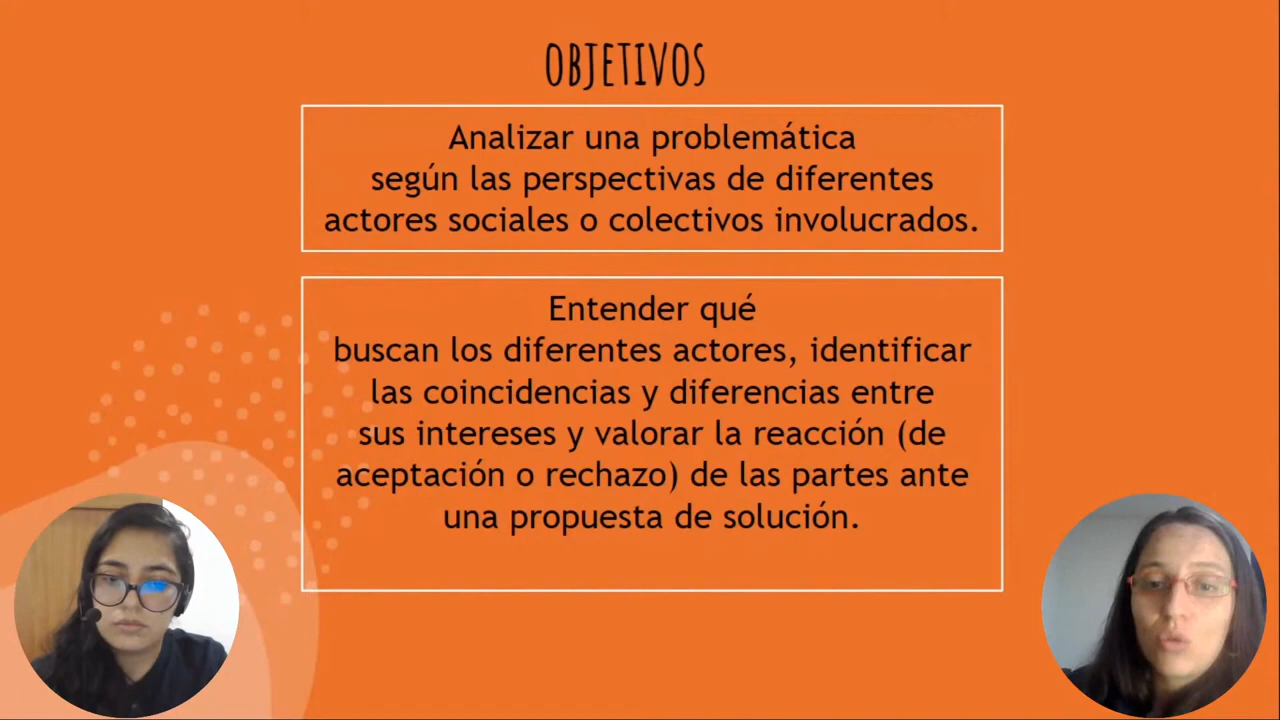 OBJETIVOS
Analizar una problemática
según las perspectivas de diferentes
actores sociales o colectivos involucrados.
Entender qué
buscan los diferentes actores, identificar
las coincidencias y diferencias entre
sus intereses y valorar la reacción (de
aceptación o rechazo) de las partes ante
una propuesta de solución.